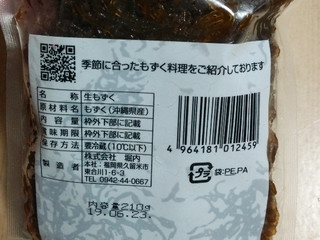 季節に合ったもずく料理をご紹介しております
名称 生もずく
原材料名 もずく(沖縄県産)
内容量 枠外下部に記載
賞味期限 枠外下部に記載
保存方法 要冷蔵(10℃以下)
製造者 株式会社 堀内
本社:福岡県久留米市
東合川1-6-3
TEL 0942-44-0667
4 964181 012459
プラ 袋:PE,PA
内容量210g
19.06.23